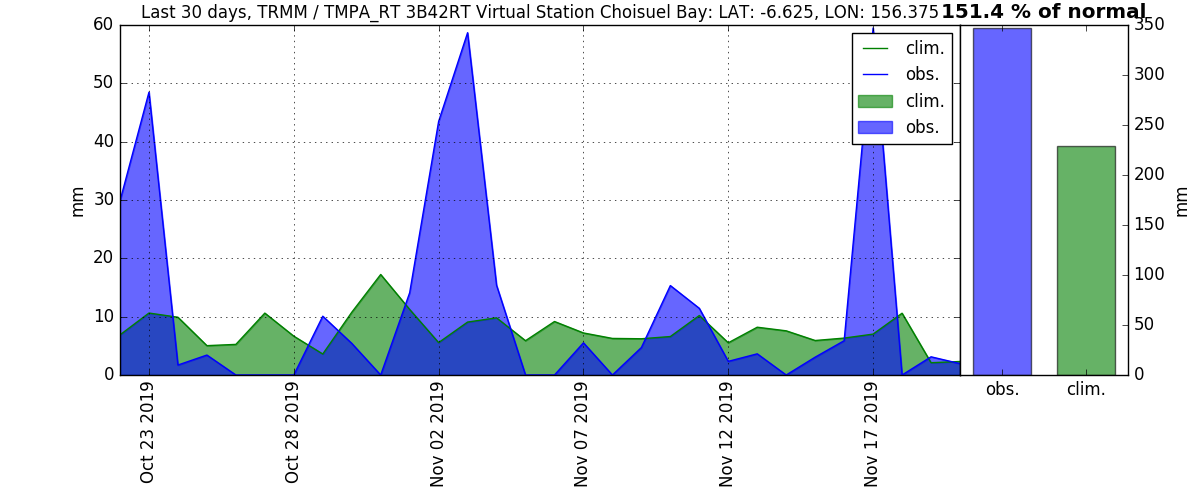 Last 30 days, TRMM / TMPA_RT 3B42RT Virtual Station Choisuel Bay: LAT: -6.625, LON: 156.375
151.4 % of normal
60
50
40
30
20
10
0
mm
clim.
obs.
clim.
obs.
Oct 23 2019
Oct 28 2019
Nov 02 2019
Nov 07 2019
Nov 12 2019
Nov 17 2019
350
300
250
200
150
100
50
0
mm
obs.
clim.